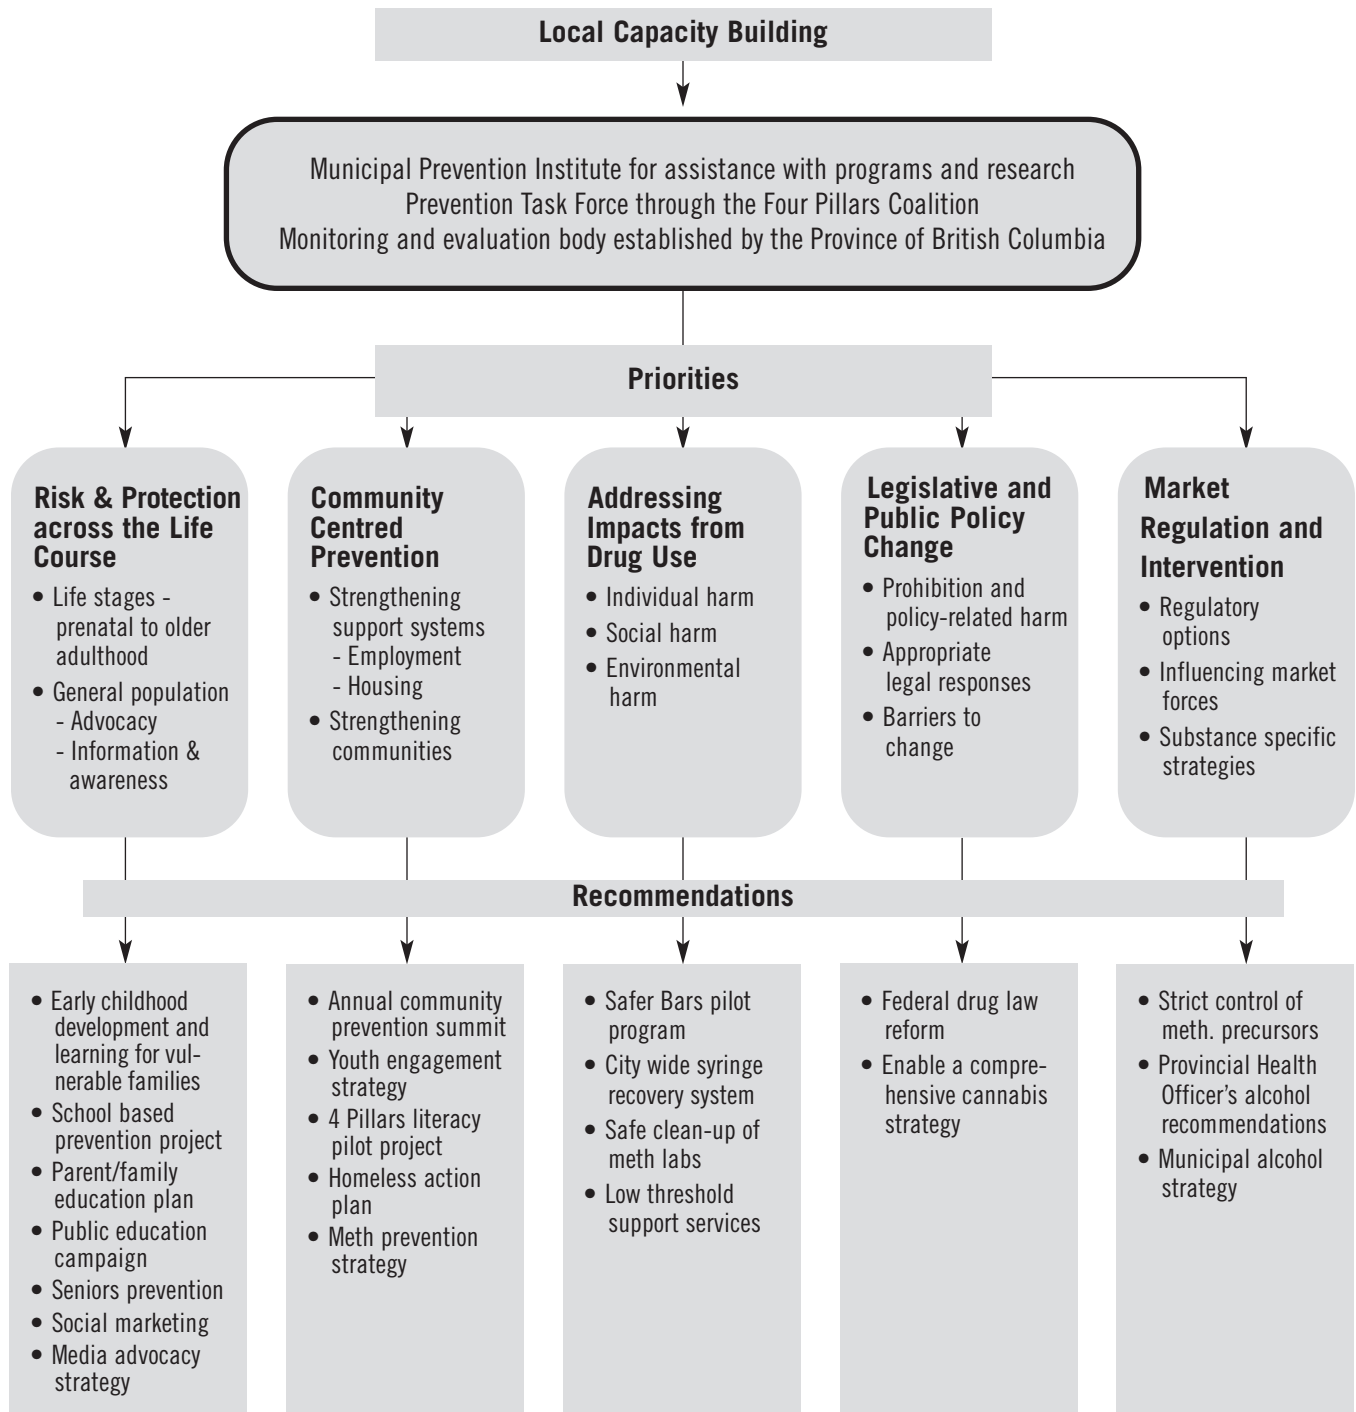 Local Capacity Building
Municipal Prevention Institute for assistance with programs and research
Prevention Task Force through the Four Pillars Coalition
Monitoring and evaluation body established by the Province of British Columbia
Priorities
Risk & Protection
across the Life
Course
• Life stages -
prenatal to older
adulthood
• General population
- Advocacy
- Information &
awareness
Community
Centred
Prevention
• Strengthening
support systems
- Employment
- Housing
• Strengthening
communities
Addressing
Impacts from
Drug Use
• Individual harm
• Social harm
• Environmental
harm
Legislative and
Public Policy
Change
• Prohibition and
policy-related harm
• Appropriate
legal responses
• Barriers to
change
Market
Regulation and
Intervention
• Regulatory
options
• Influencing market
forces
• Substance specific
strategies
Recommendations
• Early childhood
development and
learning for vul-
nerable families
• School based
prevention project
• Parent/family
education plan
• Public education
campaign
• Seniors prevention
• Social marketing
• Media advocacy
strategy
• Annual community
prevention summit
• Youth engagement
strategy
• 4 Pillars literacy
pilot project
• Homeless action
plan
• Meth prevention
strategy
• Safer Bars pilot
program
• City wide syringe
recovery system
• Safe clean-up of
meth labs
• Low threshold
support services
• Federal drug law
reform
• Enable a compre-
hensive cannabis
strategy
• Strict control of
meth. precursors
• Provincial Health
Officer's alcohol
recommendations
• Municipal alcohol
strategy